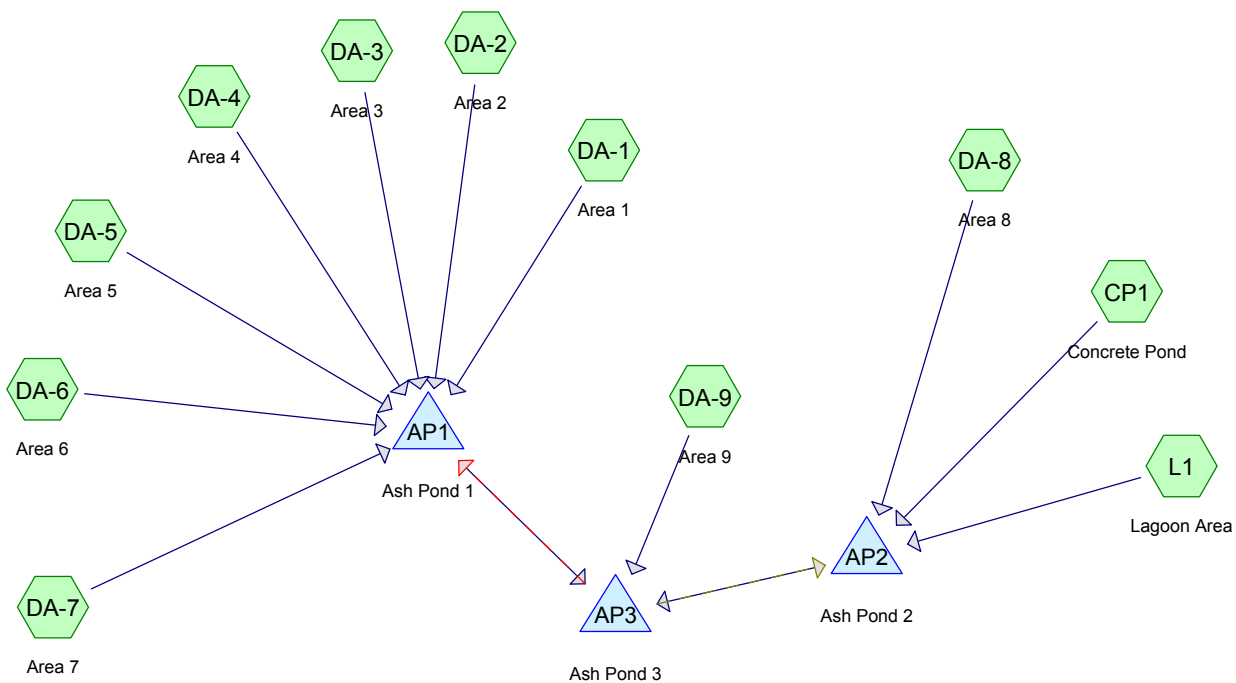 DA-3
Area 3
DA-2
Area 2
DA-4
Area 4
DA-1
Area 1
DA-8
Area 8
DA-5
Area 5
CP1
Concrete Pond
DA-6
Area 6
DA-9
Area 9
AP1
Ash Pond 1
L1
Lagoon Area
AP2
Ash Pond 2
DA-7
Area 7
AP3
Ash Pond 3